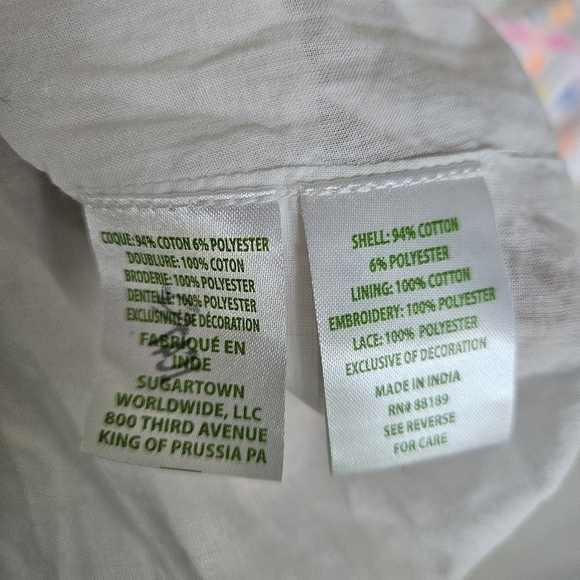 COQUE: 94% COTON 6% POLYESTER
DOUBLURE: 100% COTON
BRODERIE: 100% POLYESTER
DENTELLE: 100% POLYESTER
EXCLUSIVITÉ DE DÉCORATION
FABRIQUÉ EN
INDE
SUGARTOWN
WORLDWIDE, LLC
800 THIRD AVENUE
KING OF PRUSSIA PA
SHELL: 94% COTTON
6% POLYESTER
LINING: 100% COTTON
EMBROIDERY: 100% POLYESTER
LACE: 100% POLYESTER
EXCLUSIVE OF DECORATION
MADE IN INDIA
RN# 88189
SEE REVERSE
FOR CARE